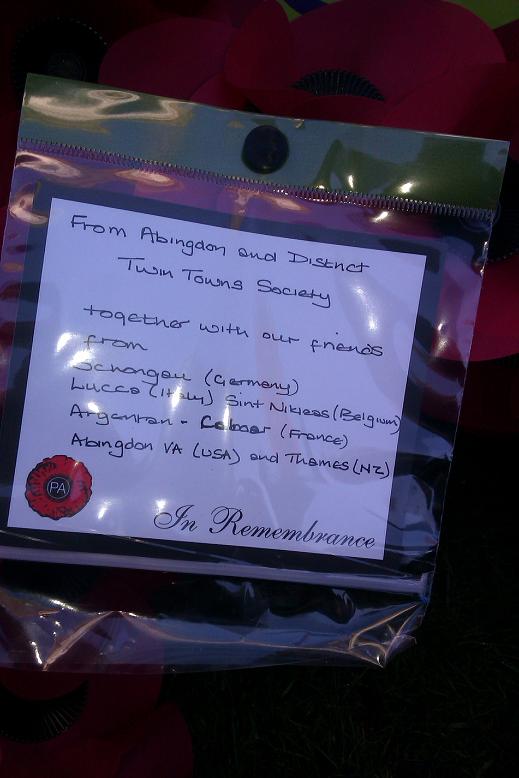 From Abingdon and District
Twin Towns Society
together with our friends
from
Schongau (Germany)
Lucca (Italy) Sint Niklaas (Belgium)
Argentan - Colmar (France)
Abingdon VA (USA) and Thames (NZ)
PA
In Remembrance